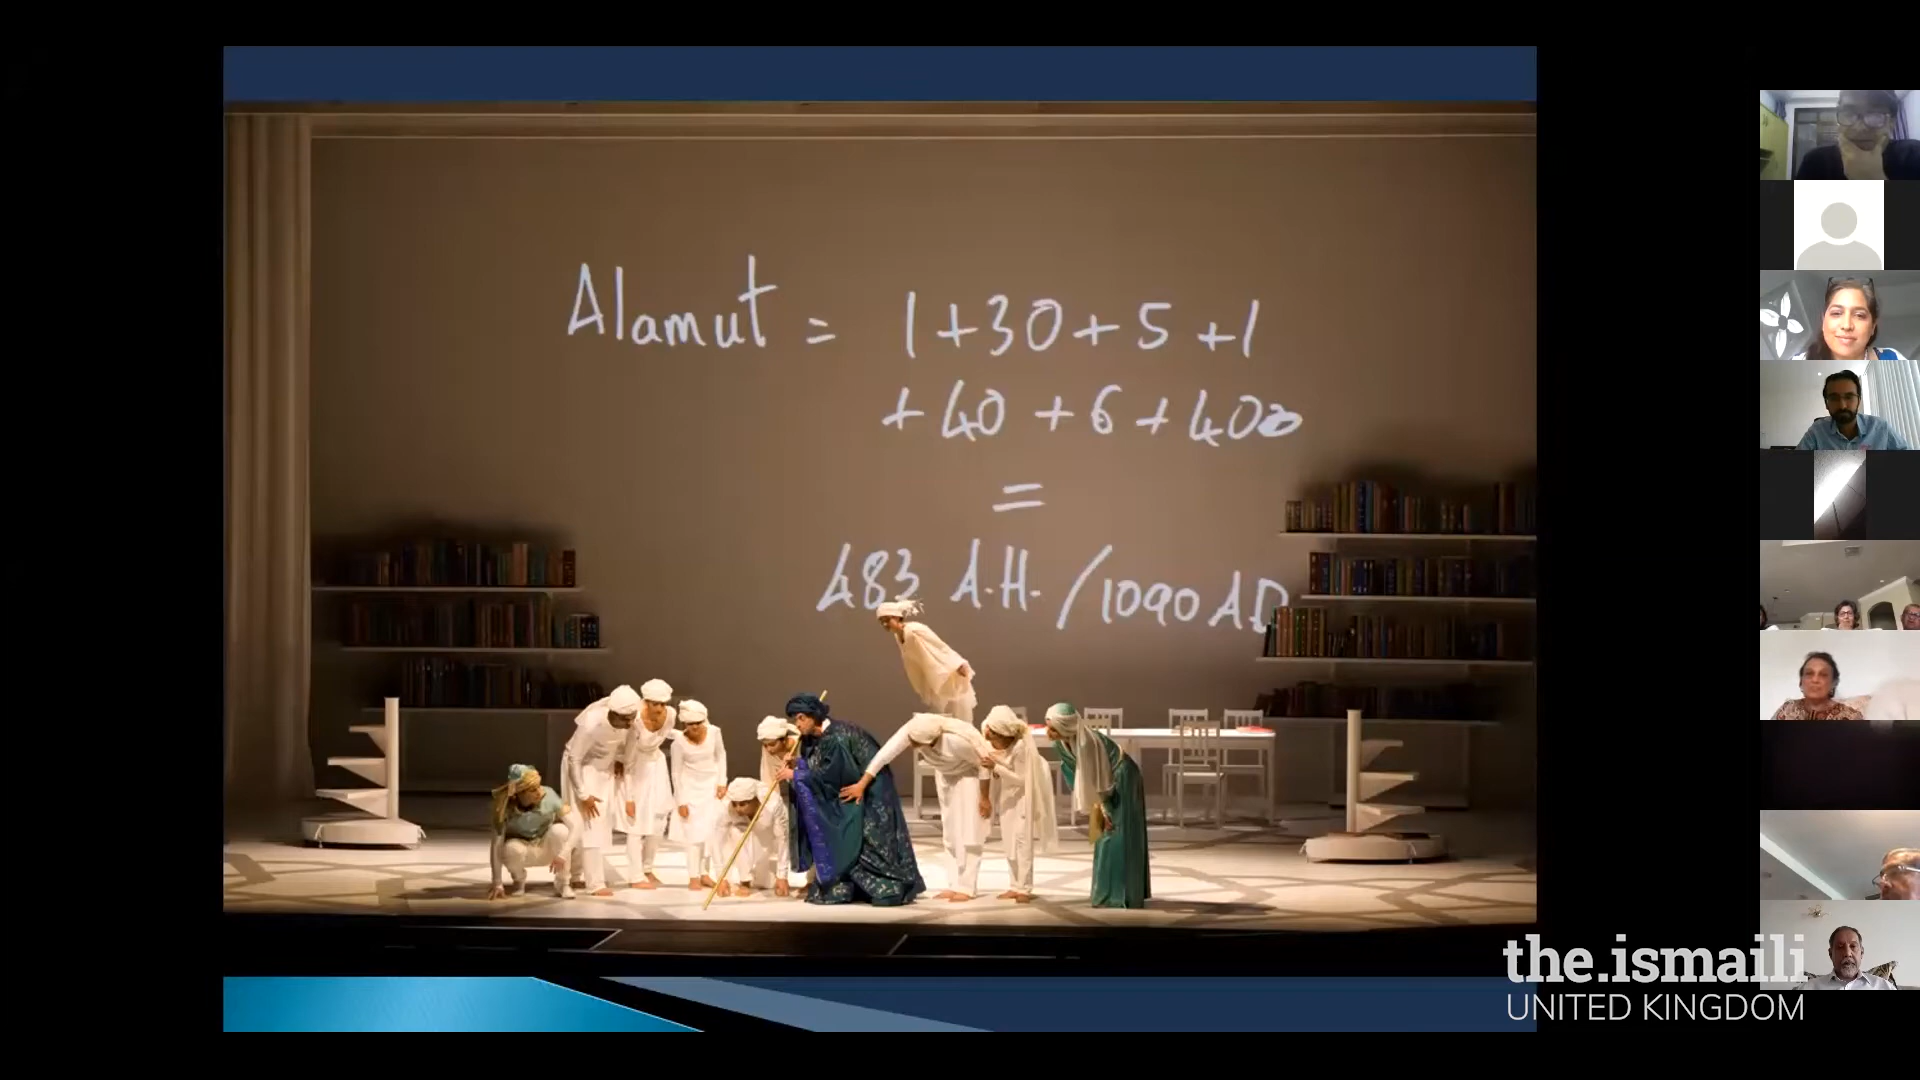 Alamut = 1+30+5+1
+40+6+400
=
483 A.H./1090 AD
the.ismaili
UNITED KINGDOM